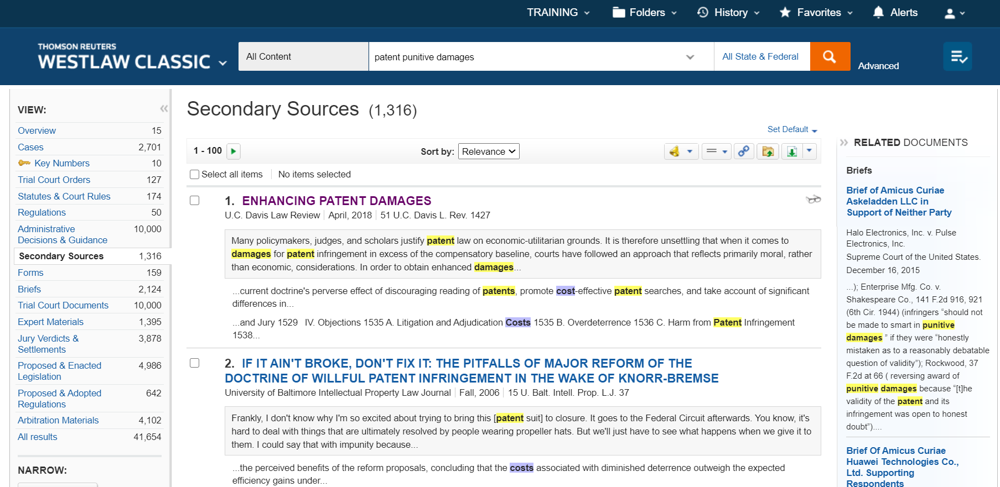 TRAINING Folders History Favorites Alerts
THOMSON REUTERS
WESTLAW CLASSIC
All Content
patent punitive damages
All State & Federal
Advanced
VIEW:
Overview 15
Cases 2,701
Key Numbers 10
Trial Court Orders 127
Statutes & Court Rules 174
Regulations 50
Administrative 10,000
Decisions & Guidance
Secondary Sources 1,316
Forms 159
Briefs 2,124
Trial Court Documents 10,000
Expert Materials 1,395
Jury Verdicts & 3,878
Settlements
Proposed & Enacted 4,986
Legislation
Proposed & Adopted 642
Regulations
Arbitration Materials 4,102
All results 41,654
NARROW:
Secondary Sources (1,316)
Set Default
1 - 100
Sort by: Relevance
Select all items No items selected
1. ENHANCING PATENT DAMAGES
U.C. Davis Law Review April, 2018 51 U.C. Davis L. Rev. 1427
Many policymakers, judges, and scholars justify patent law on economic-utilitarian grounds. It is therefore unsettling that when it comes to
damages for patent infringement in excess of the compensatory baseline, courts have followed an approach that reflects primarily moral, rather
than economic, considerations. In order to obtain enhanced damages...
...current doctrine's perverse effect of discouraging reading of patents, promote cost-effective patent searches, and take account of significant
differences in...
...and Jury 1529 IV. Objections 1535 A. Litigation and Adjudication Costs 1535 B. Overdeterrence 1536 C. Harm from Patent Infringement
1538...
2. IF IT AIN'T BROKE, DON'T FIX IT: THE PITFALLS OF MAJOR REFORM OF THE
DOCTRINE OF WILLFUL PATENT INFRINGEMENT IN THE WAKE OF KNORR-BREMSE
University of Baltimore Intellectual Property Law Journal Fall, 2006 15 U. Balt. Intell. Prop. L.J. 37
Frankly, I don't know why I'm so excited about trying to bring this [patent suit] to closure. It goes to the Federal Circuit afterwards. You know, it's
hard to deal with things that are ultimately resolved by people wearing propeller hats. But we'll just have to see what happens when we give it to
them. I could say that with impunity because...
...the perceived benefits of the reform proposals, concluding that the costs associated with diminished deterrence outweigh the expected
efficiency gains under...
RELATED DOCUMENTS
Briefs
Brief of Amicus Curiae
Askeladden LLC in
Support of Neither Party
Halo Electronics, Inc. v. Pulse
Electronics, Inc.
Supreme Court of the United States.
December 16, 2015
...); Enterprise Mfg. Co. v.
Shakespeare Co., 141 F.2d 916, 921
(6th Cir. 1944) (infringers “should not
be made to smart in punitive
damages ” if they were “honestly
mistaken as to a reasonably debatable
question of validity”); Rockwood, 37
F.2d at 66 ( reversing award of
punitive damages because “[t]he
validity of the patent and its
infringement was open to honest
doubt”)....
Brief Of Amicus Curiae
Huawei Technologies Co.,
Ltd. Supporting
Respondents